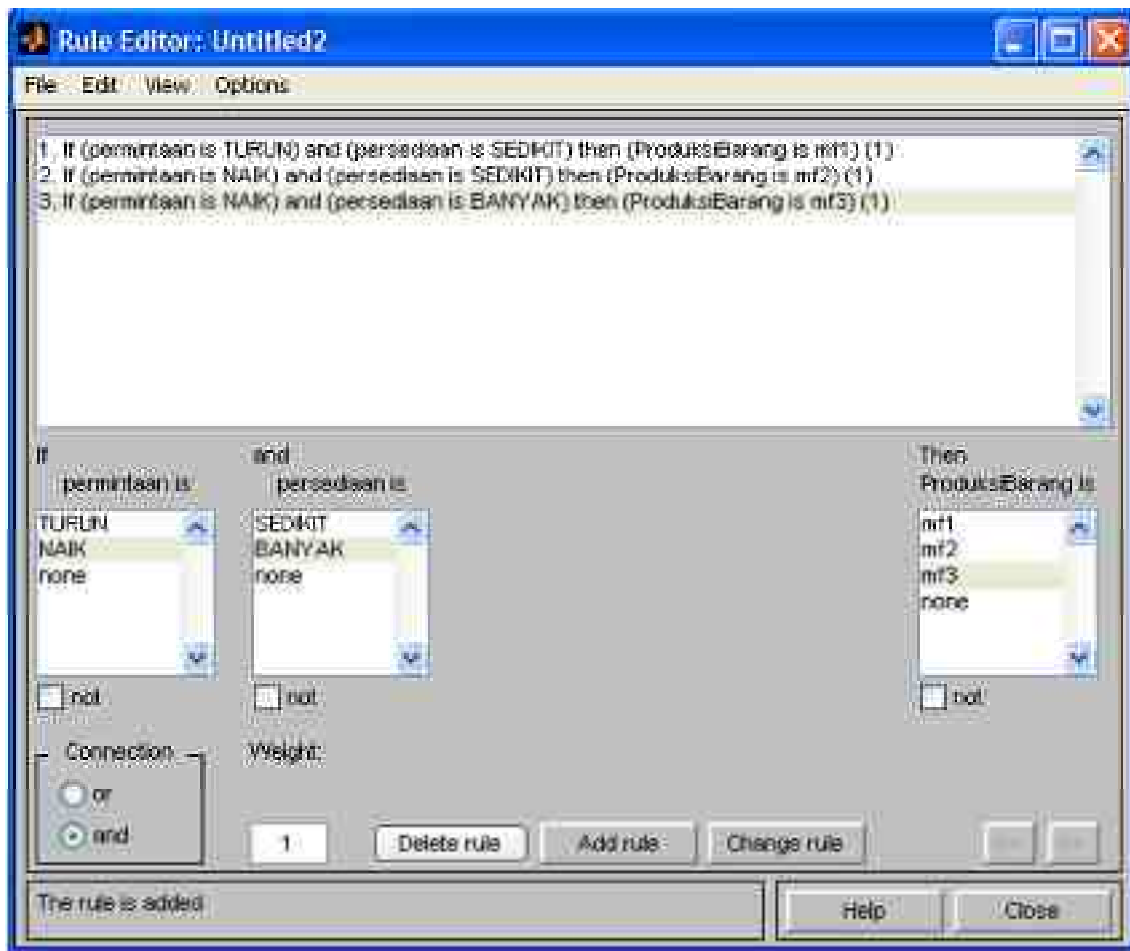 Rule Editor: Untitled2
File Edit View Options
1. If (permintaan is TURUN) and (persediaan is SEDIKIT) then (ProduksiBarang is mf1) (1)
2. If (permintaan is NAIK) and (persediaan is SEDIKIT) then (ProduksiBarang is mf2) (1)
3. If (permintaan is NAIK) and (persediaan is BANYAK) then (ProduksiBarang is mf3) (1)
If and Then
permintaan is persediaan is ProduksiBarang is
TURUN SEDIKIT mf1
NAIK BANYAK mf2
none none mf3
none
not not not
Connection Weight:
or
and 1 Delete rule Add rule Change rule
The rule is added Help Close